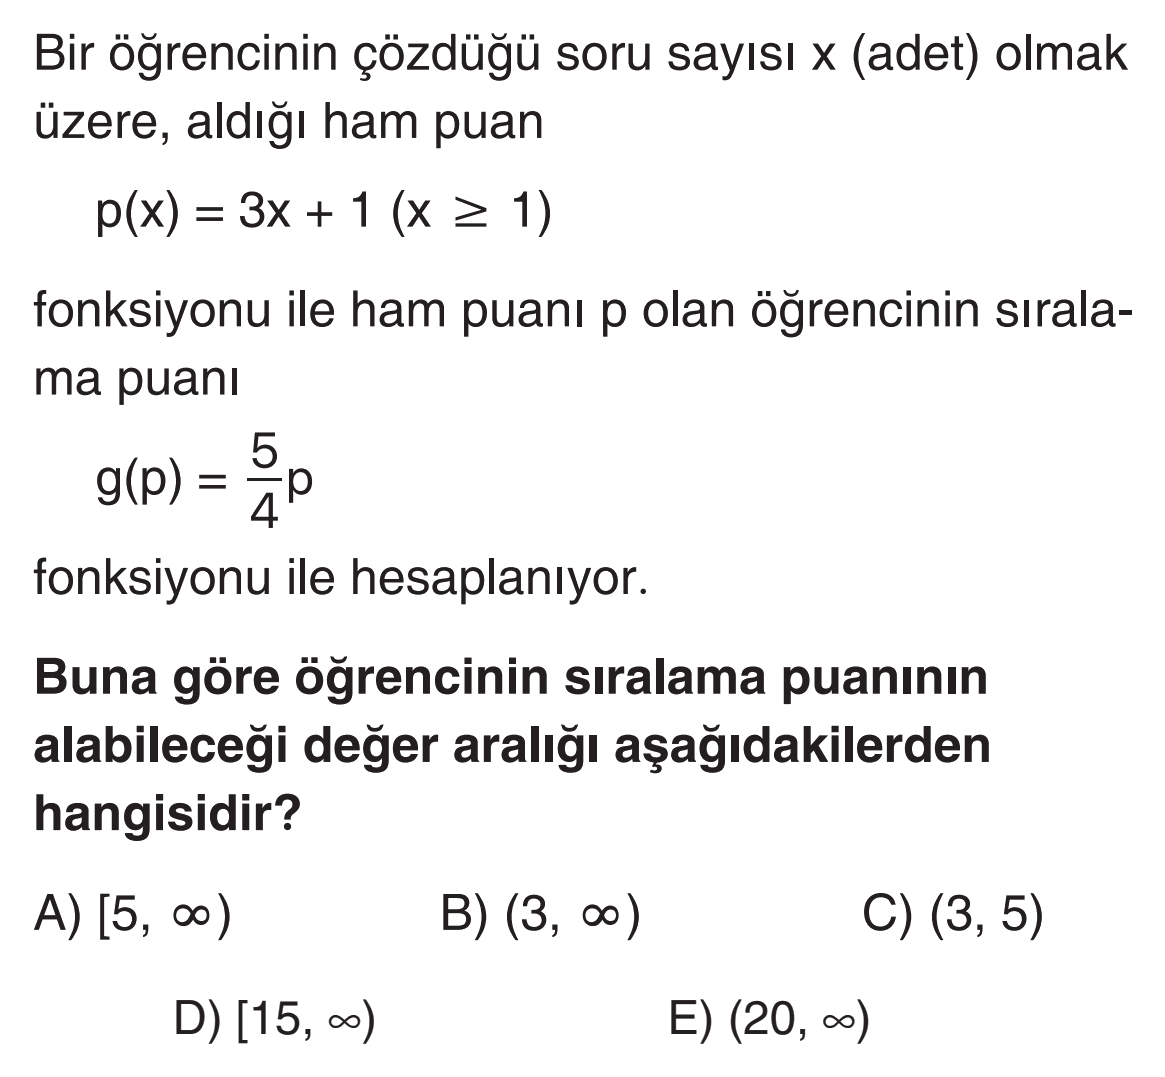 Bir öğrencinin çözdüğü soru sayısı x (adet) olmak
üzere, aldığı ham puan
p(x) = 3x + 1 (x ≥ 1)
fonksiyonu ile ham puanı p olan öğrencinin sırala-
ma puanı
g(p) = 5/4 p
fonksiyonu ile hesaplanıyor.
Buna göre öğrencinin sıralama puanının
alabileceği değer aralığı aşağıdakilerden
hangisidir?
A) [5, ∞) B) (3, ∞) C) (3, 5)
D) [15, ∞) E) (20, ∞)